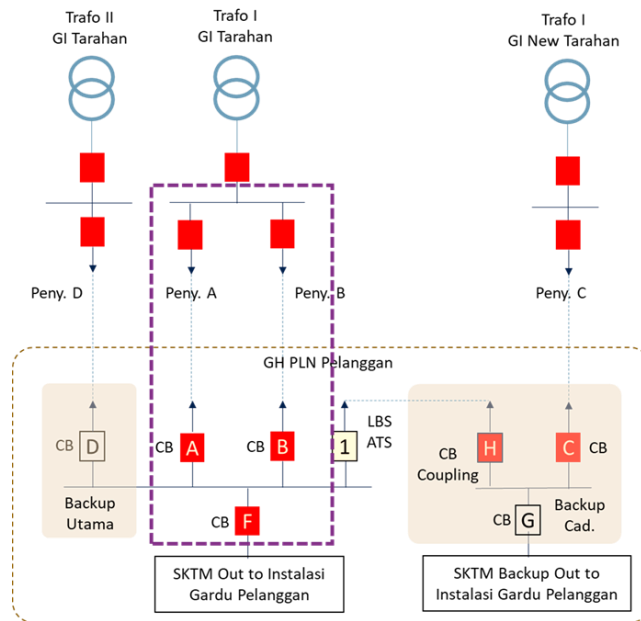 Trafo II
GI Tarahan
Trafo I
GI Tarahan
Trafo I
GI New Tarahan
Peny. D
Peny. A
Peny. B
Peny. C
GH PLN Pelanggan
CB D
CB A
CB B
1
LBS
ATS
H
CB
Coupling
C CB
Backup
Utama
CB F
CB G
Backup
Cad.
SKTM Out to Instalasi
Gardu Pelanggan
SKTM Backup Out to
Instalasi Gardu Pelanggan